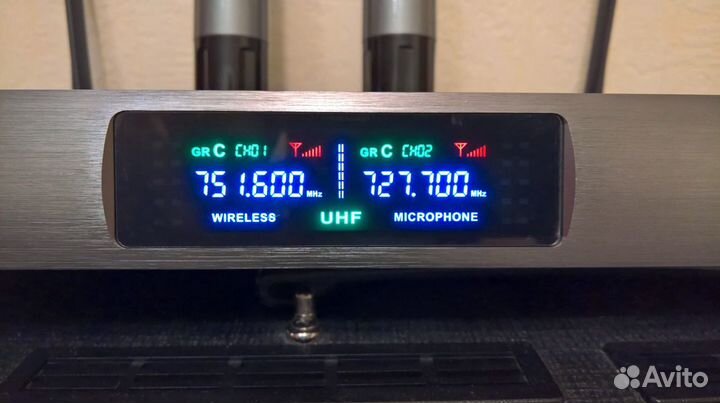 GR C CH01 GR C CH02
751.600 MHz 727.700 MHz
WIRELESS UHF MICROPHONE
Avito